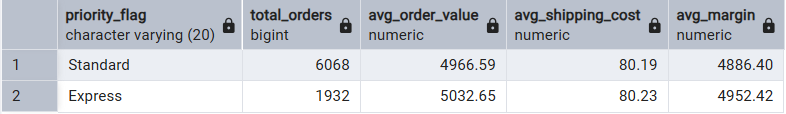 priority_flag total_orders avg_order_value avg_shipping_cost avg_margin
character varying (20) bigint numeric numeric numeric
1 Standard 6068 4966.59 80.19 4886.40
2 Express 1932 5032.65 80.23 4952.42